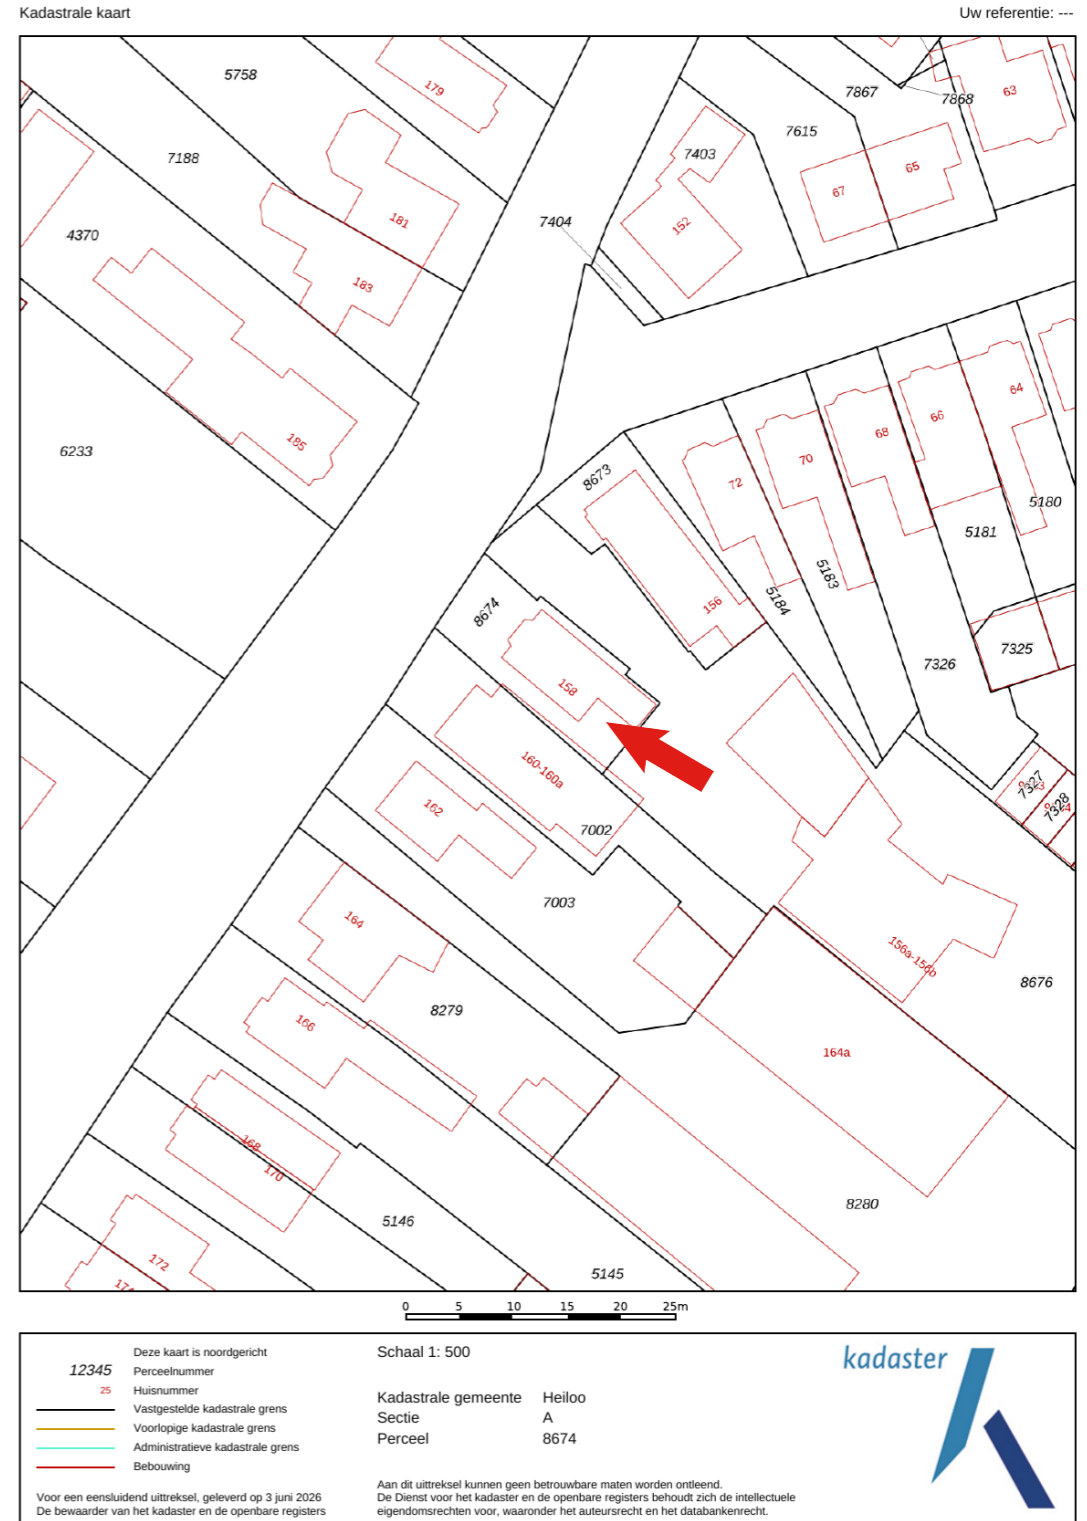 Kadastrale kaart
Uw referentie: ---
5758
179
7867
7868
63
7615
7188
7403
67
65
181
7404
152
4370
183
185
6233
64
66
68
70
72
8673
5180
5181
5183
5184
156
8674
7325
7326
158
160-160a
7327
7328
162
7002
7003
164
156a-156b
8676
8279
166
164a
168
170
8280
5146
172
174
5145
0 5 10 15 20 25m
Deze kaart is noordgericht
12345 Perceelnummer
25 Huisnummer
Vastgestelde kadastrale grens
Voorlopige kadastrale grens
Administratieve kadastrale grens
Bebouwing
Voor een eensluidend uittreksel, geleverd op 3 juni 2026
De bewaarder van het kadaster en de openbare registers
Schaal 1: 500
Kadastrale gemeente Heiloo
Sectie A
Perceel 8674
Aan dit uittreksel kunnen geen betrouwbare maten worden ontleend.
De Dienst voor het kadaster en de openbare registers behoudt zich de intellectuele
eigendomsrechten voor, waaronder het auteursrecht en het databankenrecht.
kadaster